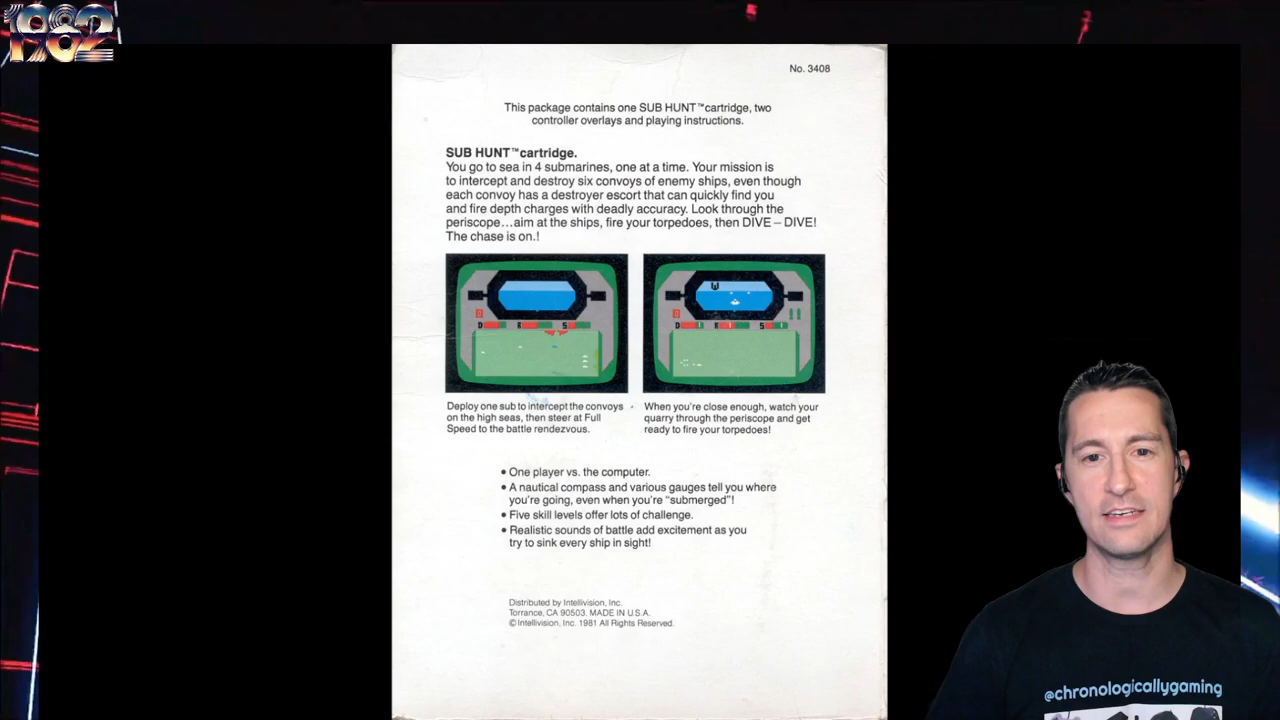 1982
No. 3408
This package contains one SUB HUNT™ cartridge, two
controller overlays and playing instructions.
SUB HUNT™ cartridge.
You go to sea in 4 submarines, one at a time. Your mission is
to intercept and destroy six convoys of enemy ships, even though
each convoy has a destroyer escort that can quickly find you
and fire depth charges with deadly accuracy. Look through the
periscope...aim at the ships, fire your torpedoes, then DIVE – DIVE!
The chase is on.!
D R S
D R S
Deploy one sub to intercept the convoys
on the high seas, then steer at Full
Speed to the battle rendezvous.
When you're close enough, watch your
quarry through the periscope and get
ready to fire your torpedoes!
• One player vs. the computer.
• A nautical compass and various gauges tell you where
you're going, even when you're "submerged"!
• Five skill levels offer lots of challenge.
• Realistic sounds of battle add excitement as you
try to sink every ship in sight!
Distributed by Intellivision, Inc.
Torrance, CA 90503. MADE IN U.S.A.
© Intellivision, Inc. 1981 All Rights Reserved.
@chronologicallygaming